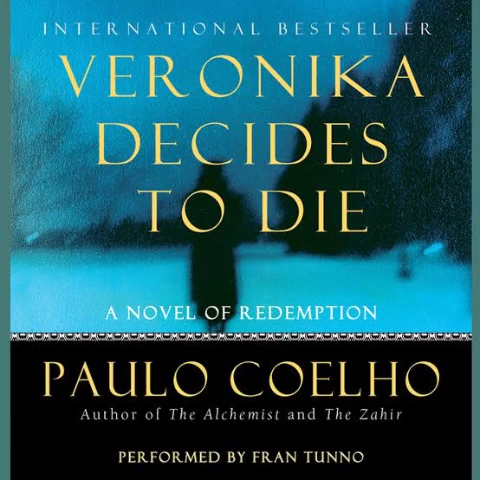 INTERNATIONAL BESTSELLER
VERONIKA
DECIDES
TO DIE
A NOVEL OF REDEMPTION
PAULO COELHO
Author of The Alchemist and The Zahir
PERFORMED BY FRAN TUNNO